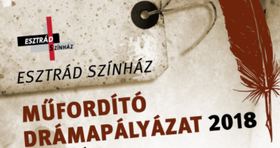 ESZTRÁD
SZÍNHÁZ
ESZTRÁD SZÍNHÁZ
MŰFORDÍTÓ
DRÁMAPÁLYÁZAT 2018